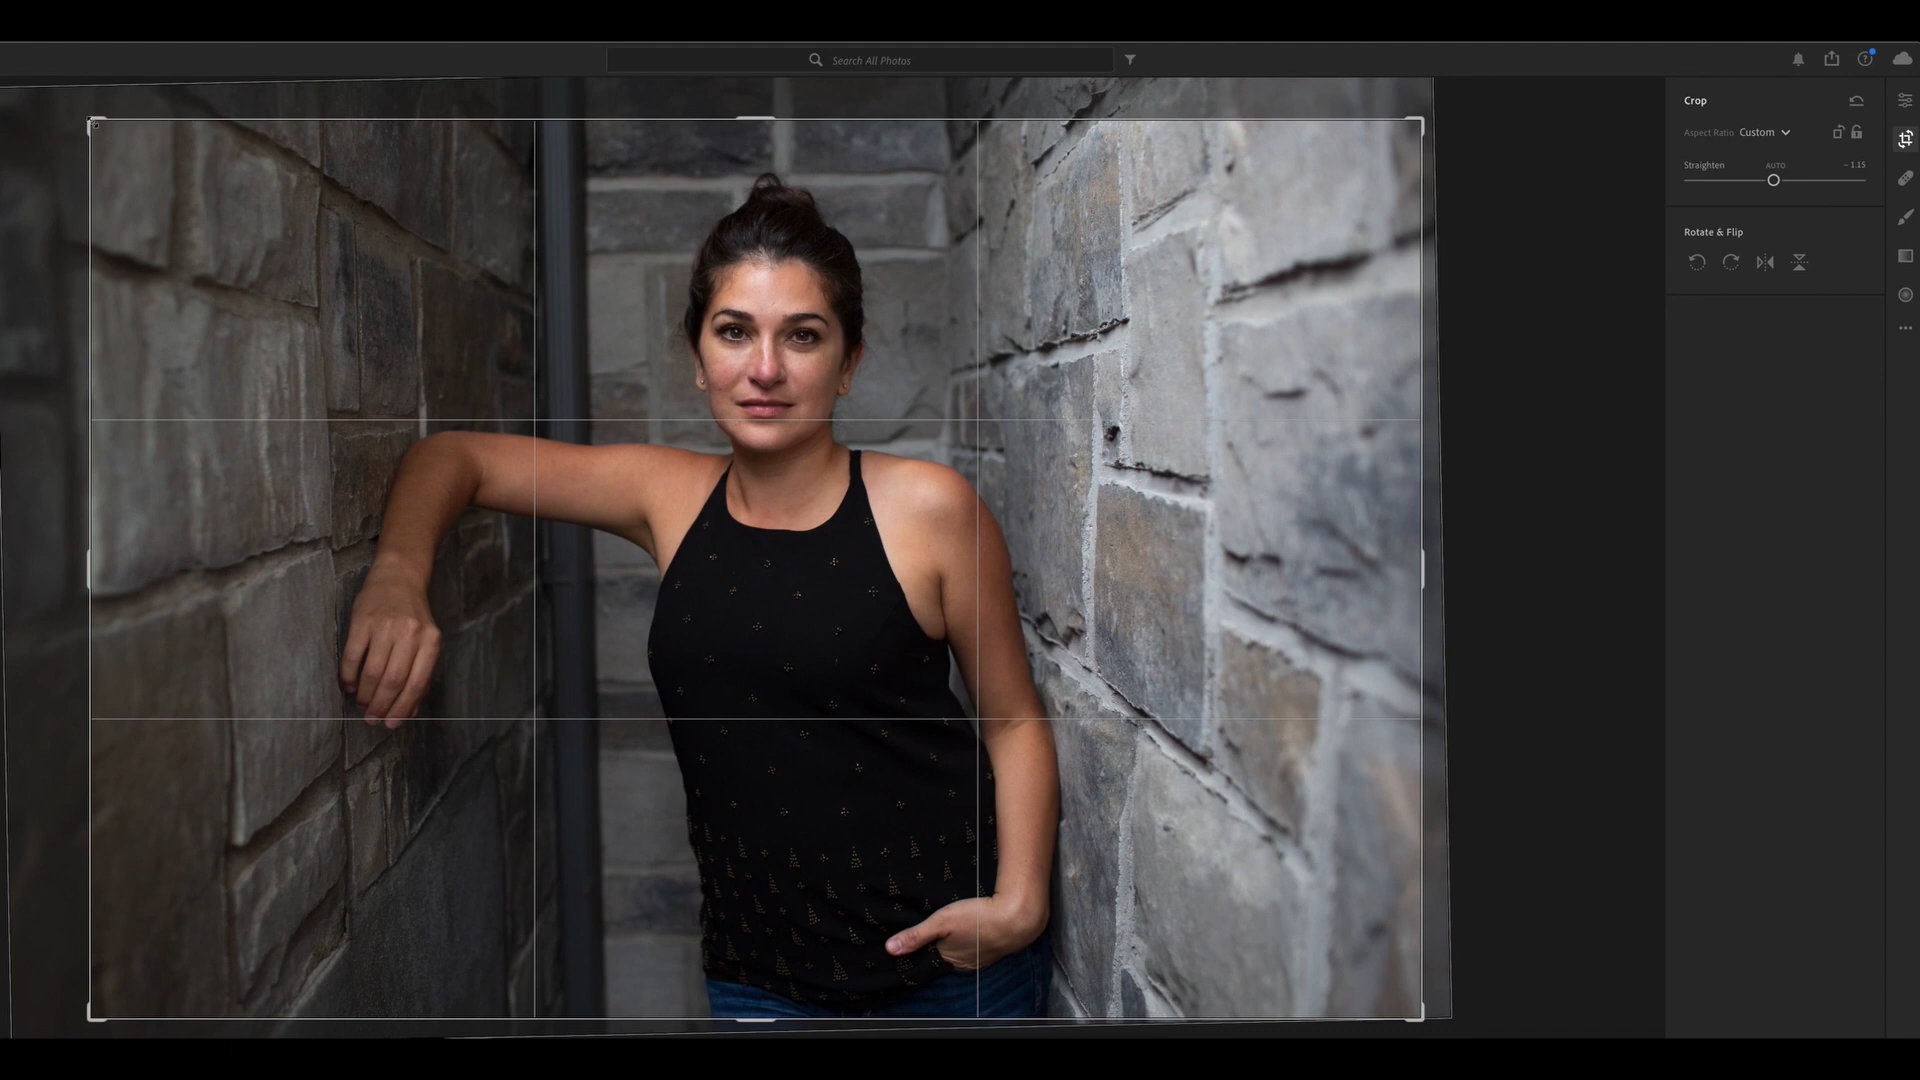 Search All Photos
Crop
Aspect Ratio Custom
Straighten AUTO - 1.15
Rotate & Flip